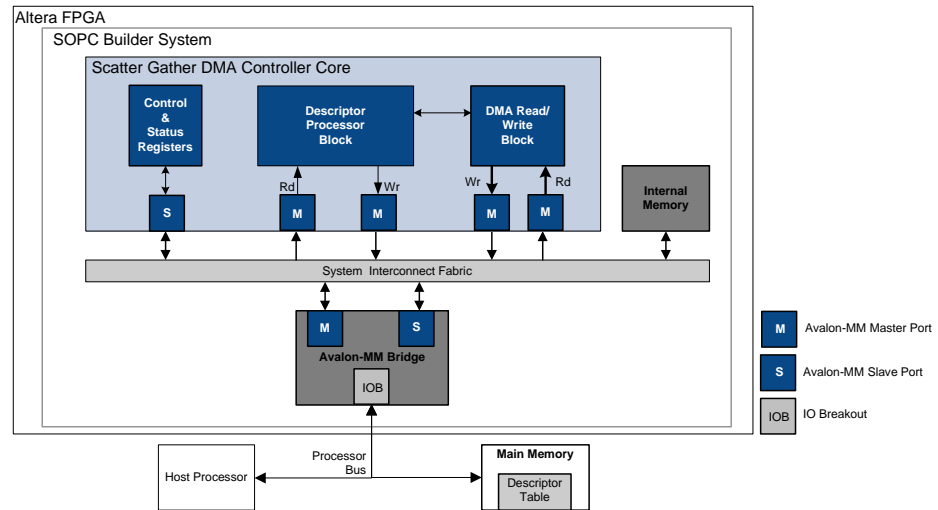 Altera FPGA
SOPC Builder System
Scatter Gather DMA Controller Core
Control
&
Status
Registers
Descriptor
Processor
Block
DMA Read/
Write
Block
Rd
Wr
Wr
Rd
Internal
Memory
S
M
M
M
M
System Interconnect Fabric
M
S
Avalon-MM Bridge
IOB
M
Avalon-MM Master Port
S
Avalon-MM Slave Port
IOB
IO Breakout
Host Processor
Processor
Bus
Main Memory
Descriptor
Table